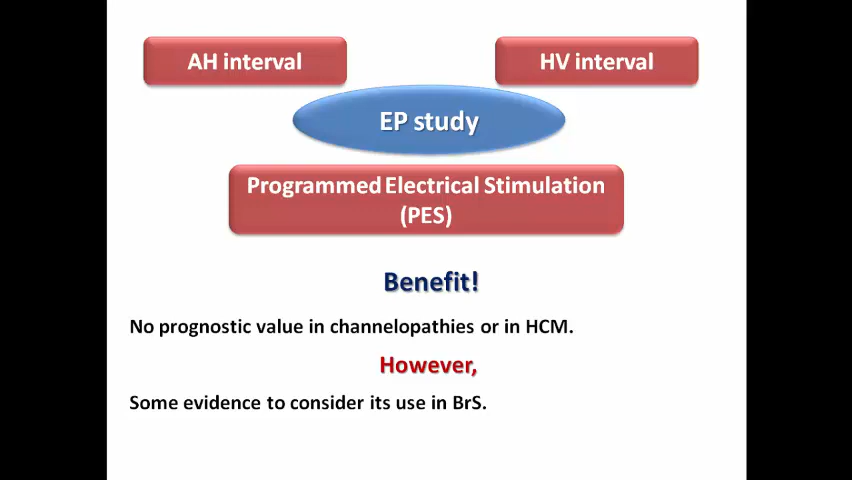 AH interval
HV interval
EP study
Programmed Electrical Stimulation
(PES)
Benefit!
No prognostic value in channelopathies or in HCM.
However,
Some evidence to consider its use in BrS.